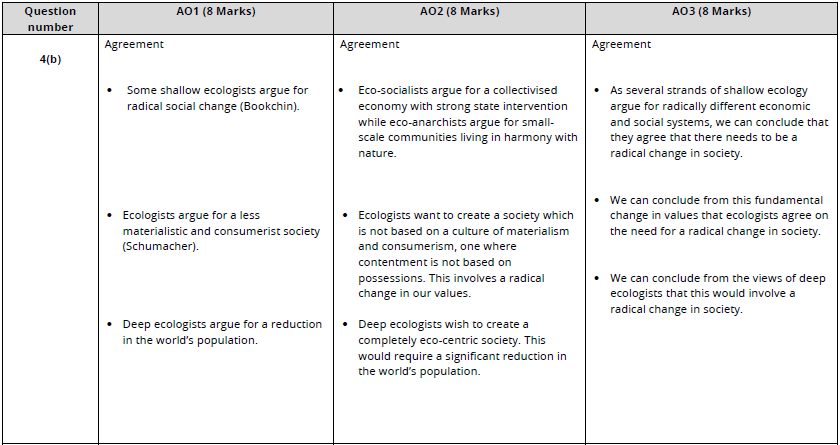 Question
number
AO1 (8 Marks)
AO2 (8 Marks)
AO3 (8 Marks)
4(b)
Agreement
• Some shallow ecologists argue for
radical social change (Bookchin).
• Ecologists argue for a less
materialistic and consumerist society
(Schumacher).
• Deep ecologists argue for a reduction
in the world’s population.
Agreement
• Eco-socialists argue for a collectivised
economy with strong state intervention
while eco-anarchists argue for small-
scale communities living in harmony with
nature.
• Ecologists want to create a society which
is not based on a culture of materialism
and consumerism, one where
contentment is not based on
possessions. This involves a radical
change in our values.
• Deep ecologists wish to create a
completely eco-centric society. This
would require a significant reduction in
the world’s population.
Agreement
• As several strands of shallow ecology
argue for radically different economic
and social systems, we can conclude that
they agree that there needs to be a
radical change in society.
• We can conclude from this fundamental
change in values that ecologists agree on
the need for a radical change in society.
• We can conclude from the views of deep
ecologists that this would involve a
radical change in society.